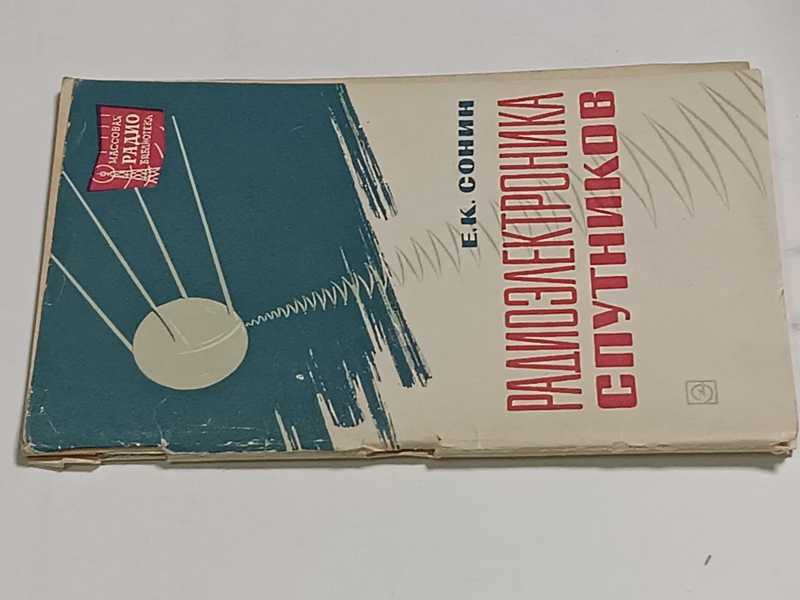 МАССОВАЯ
РАДИО
БИБЛИОТЕКА
Е.К. СОНИН
РАДИОЭЛЕКТРОНИКА
СПУТНИКОВ